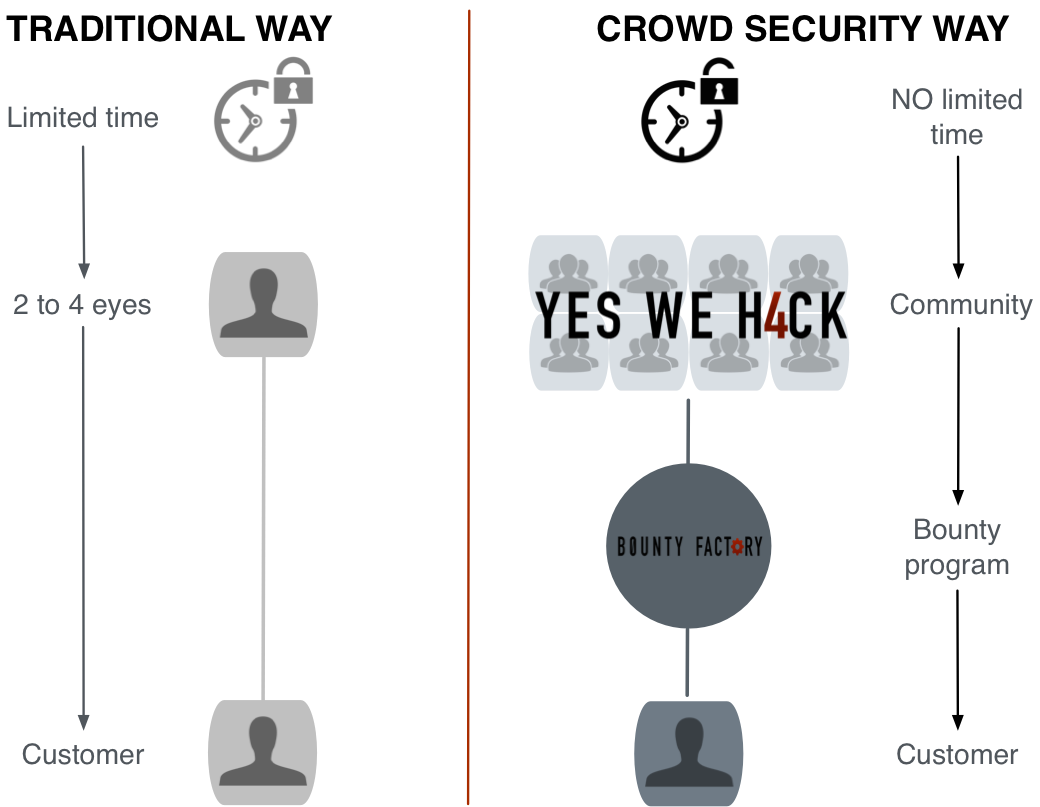 TRADITIONAL WAY
Limited time
2 to 4 eyes
Customer
CROWD SECURITY WAY
NO limited
time
YES WE H4CK
Community
BOUNTY FACTORY
Bounty
program
Customer